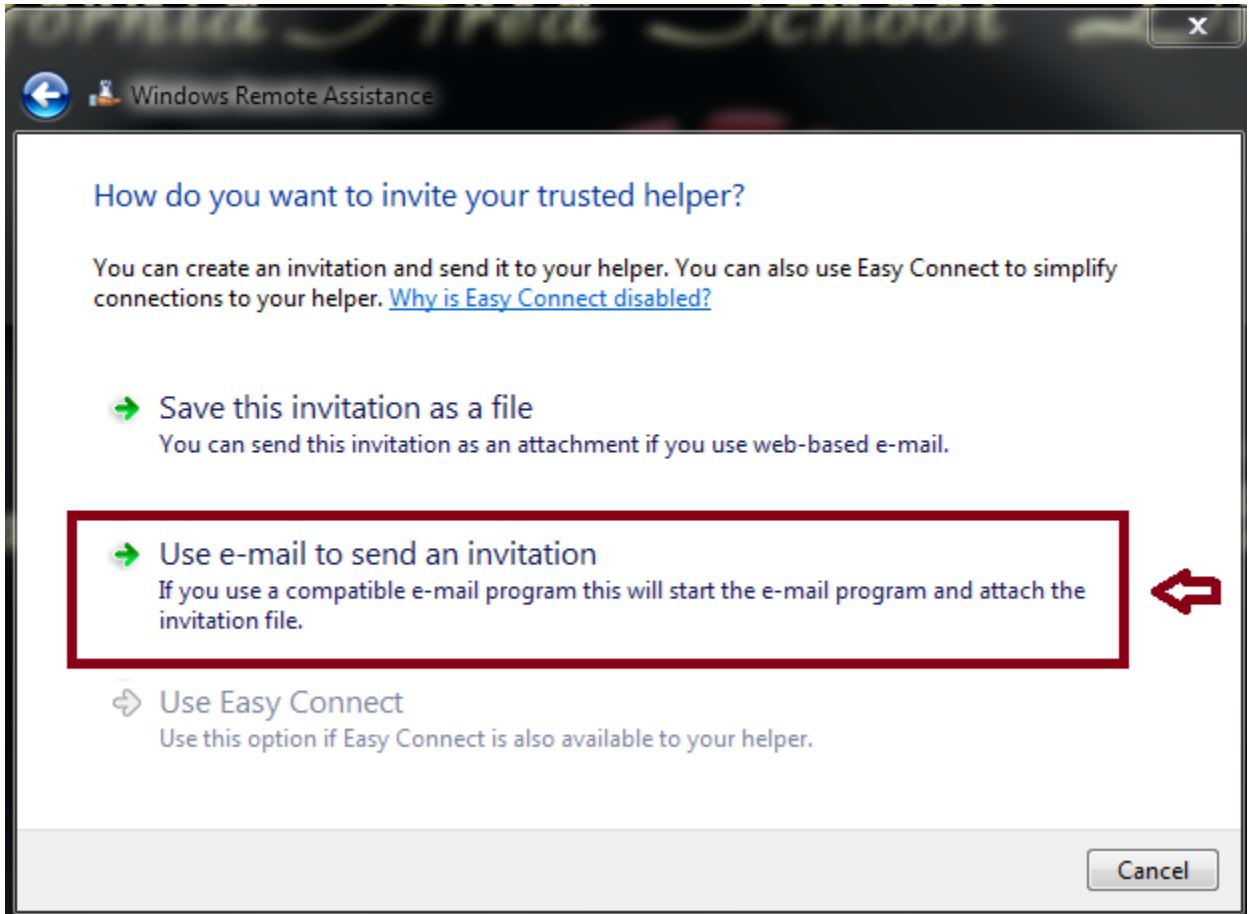 ornia Area School
x
Windows Remote Assistance
How do you want to invite your trusted helper?
You can create an invitation and send it to your helper. You can also use Easy Connect to simplify
connections to your helper. Why is Easy Connect disabled?
Save this invitation as a file
You can send this invitation as an attachment if you use web-based e-mail.
Use e-mail to send an invitation
If you use a compatible e-mail program this will start the e-mail program and attach the
invitation file.
Use Easy Connect
Use this option if Easy Connect is also available to your helper.
Cancel